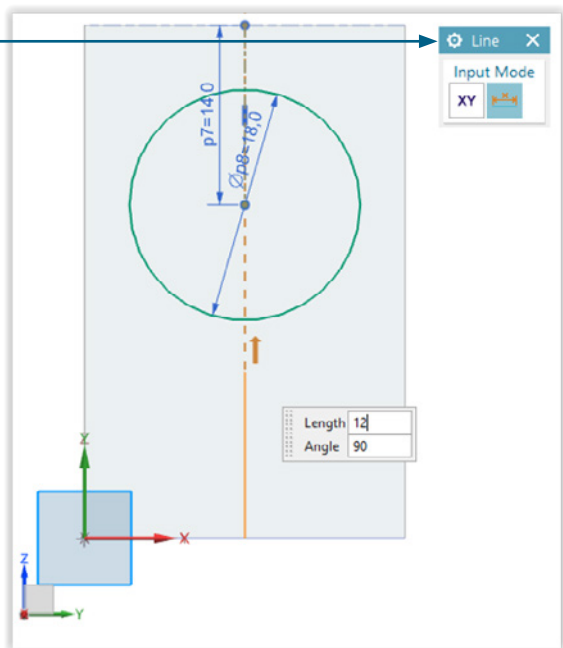 Line
Input Mode
XY
p7=14,0
Øp8=18,0
Length 12
Angle 90
Y
X
Z
Y